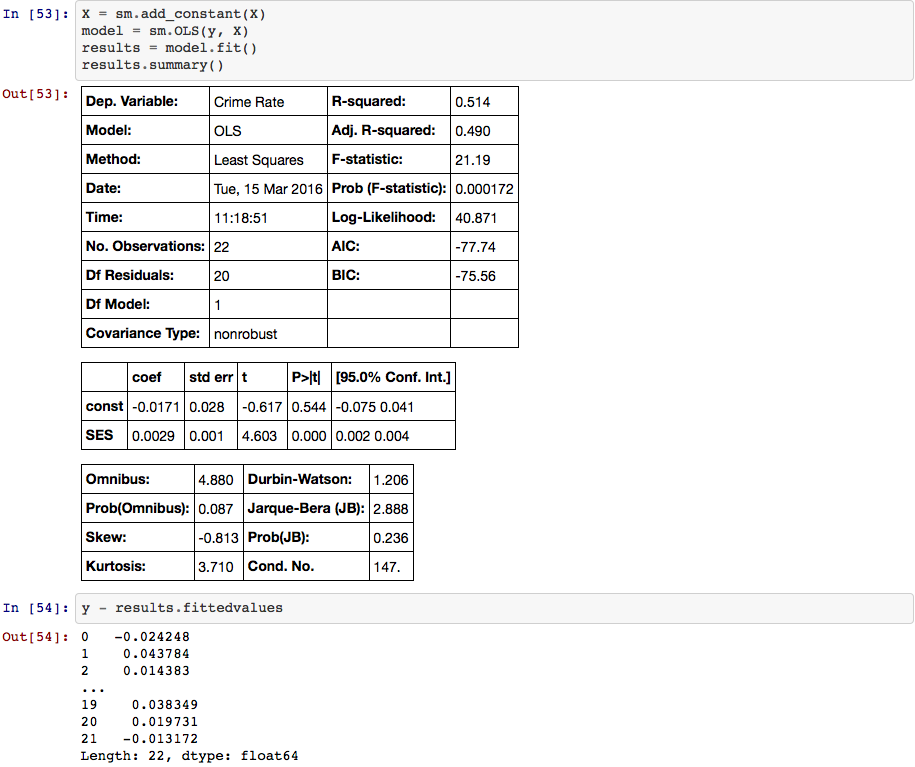 In [53]: X = sm.add_constant(X)
model = sm.OLS(y, X)
results = model.fit()
results.summary()
Out[53]:
Dep. Variable: Crime Rate R-squared: 0.514
Model: OLS Adj. R-squared: 0.490
Method: Least Squares F-statistic: 21.19
Date: Tue, 15 Mar 2016 Prob (F-statistic): 0.000172
Time: 11:18:51 Log-Likelihood: 40.871
No. Observations: 22 AIC: -77.74
Df Residuals: 20 BIC: -75.56
Df Model: 1
Covariance Type: nonrobust
coef std err t P>|t| [95.0% Conf. Int.]
const -0.0171 0.028 -0.617 0.544 -0.075 0.041
SES 0.0029 0.001 4.603 0.000 0.002 0.004
Omnibus: 4.880 Durbin-Watson: 1.206
Prob(Omnibus): 0.087 Jarque-Bera (JB): 2.888
Skew: -0.813 Prob(JB): 0.236
Kurtosis: 3.710 Cond. No. 147.
In [54]: y - results.fittedvalues
Out[54]: 0 -0.024248
1 0.043784
2 0.014383
...
19 0.038349
20 0.019731
21 -0.013172
Length: 22, dtype: float64